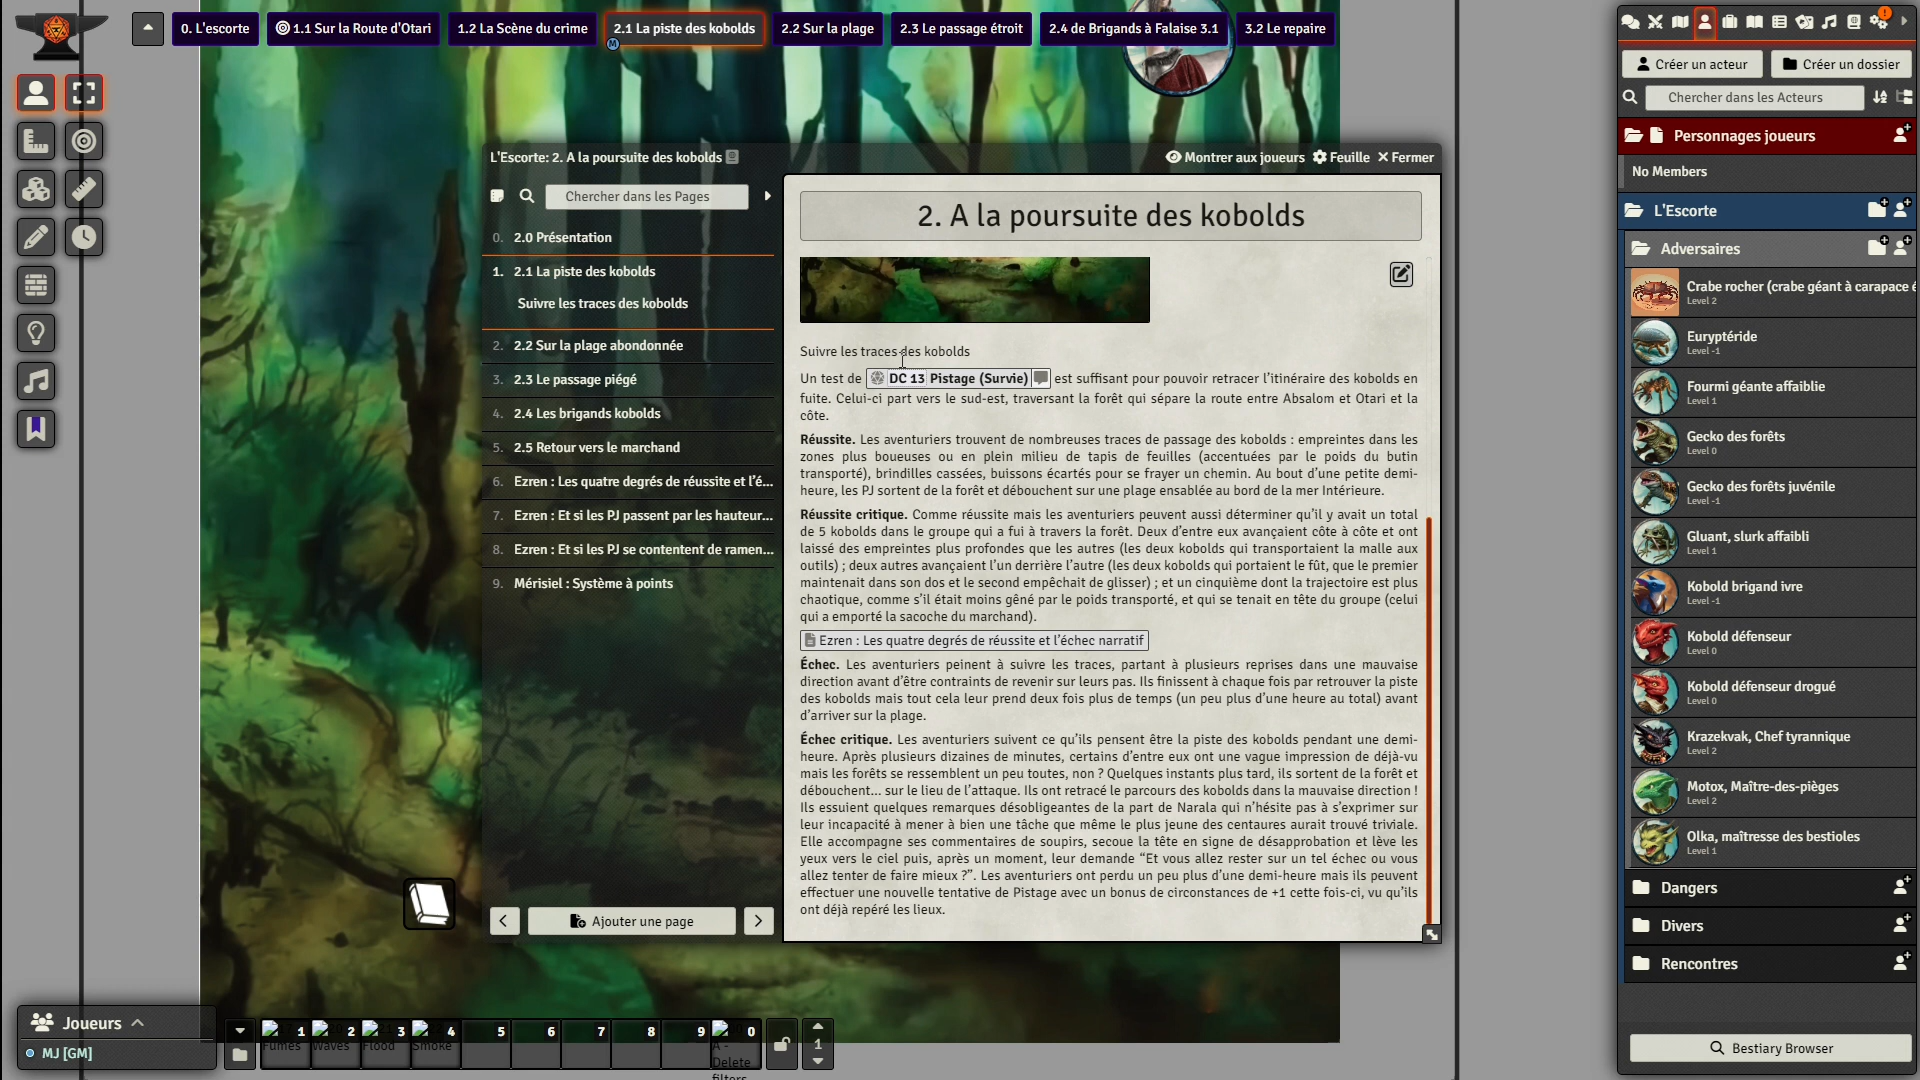 0. L'escorte
1.1 Sur la Route d'Otari
1.2 La Scène du crime
2.1 La piste des kobolds
2.2 Sur la plage
2.3 Le passage étroit
2.4 de Brigands à Falaise 3.1
3.2 Le repaire
M
L'Escorte: 2. A la poursuite des kobolds
Montrer aux joueurs
Feuille
Fermer
Chercher dans les Pages
0. 2.0 Présentation
1. 2.1 La piste des kobolds
Suivre les traces des kobolds
2. 2.2 Sur la plage abondonnée
3. 2.3 Le passage piégé
4. 2.4 Les brigands kobolds
5. 2.5 Retour vers le marchand
6. Ezren : Les quatre degrés de réussite et l'é...
7. Ezren : Et si les PJ passent par les hauteur...
8. Ezren : Et si les PJ se contentent de ramen...
9. Mérisiel : Système à points
Ajouter une page
2. A la poursuite des kobolds
Suivre les traces des kobolds
Un test de DC 13 Pistage (Survie) est suffisant pour pouvoir retracer l'itinéraire des kobolds en
fuite. Celui-ci part vers le sud-est, traversant la forêt qui sépare la route entre Absalom et Otari et la
côte.
Réussite. Les aventuriers trouvent de nombreuses traces de passage des kobolds : empreintes dans les
zones plus boueuses ou en plein milieu de tapis de feuilles (accentuées par le poids du butin
transporté), brindilles cassées, buissons écartés pour se frayer un chemin. Au bout d'une petite demi-
heure, les PJ sortent de la forêt et débouchent sur une plage ensablée au bord de la mer Intérieure.
Réussite critique. Comme réussite mais les aventuriers peuvent aussi déterminer qu'il y avait un total
de 5 kobolds dans le groupe qui a fui à travers la forêt. Deux d'entre eux avançaient côte à côte et ont
laissé des empreintes plus profondes que les autres (les deux kobolds qui transportaient la malle aux
outils) ; deux autres avançaient l'un derrière l'autre (les deux kobolds qui portaient le fût, que le premier
maintenait dans son dos et le second empêchait de glisser) ; et un cinquième dont la trajectoire est plus
chaotique, comme s'il était moins gêné par le poids transporté, et qui se tenait en tête du groupe (celui
qui a emporté la sacoche du marchand).
Ezren : Les quatre degrés de réussite et l'échec narratif
Échec. Les aventuriers peinent à suivre les traces, partant à plusieurs reprises dans une mauvaise
direction avant d'être contraints de revenir sur leurs pas. Ils finissent à chaque fois par retrouver la piste
des kobolds mais tout cela leur prend deux fois plus de temps (un peu plus d'une heure au total) avant
d'arriver sur la plage.
Échec critique. Les aventuriers suivent ce qu'ils pensent être la piste des kobolds pendant une demi-
heure. Après plusieurs dizaines de minutes, certains d'entre eux ont une vague impression de déjà-vu
mais les forêts se ressemblent un peu toutes, non ? Quelques instants plus tard, ils sortent de la forêt et
débouchent... sur le lieu de l'attaque. Ils ont retracé le parcours des kobolds dans la mauvaise direction !
Ils essuient quelques remarques désobligeantes de la part de Narala qui n'hésite pas à s'exprimer sur
leur incapacité à mener à bien une tâche que même le plus jeune des centaures aurait trouvé triviale.
Elle accompagne ses commentaires de soupirs, secoue la tête en signe de désapprobation et lève les
yeux vers le ciel puis, après un moment, leur demande “Et vous allez rester sur un tel échec ou vous
allez tenter de faire mieux ?”. Les aventuriers ont perdu un peu plus d'une demi-heure mais ils peuvent
effectuer une nouvelle tentative de Pistage avec un bonus de circonstances de +1 cette fois-ci, vu qu'ils
ont déjà repéré les lieux.
Créer un acteur
Créer un dossier
Chercher dans les Acteurs
Personnages joueurs
No Members
L'Escorte
Adversaires
Crabe rocher (crabe géant à carapace é
Level 2
Euryptéride
Level -1
Fourmi géante affaiblie
Level 1
Gecko des forêts
Level 0
Gecko des forêts juvénile
Level -1
Gluant, slurk affaibli
Level 1
Kobold brigand ivre
Level -1
Kobold défenseur
Level 0
Kobold défenseur drogué
Level 0
Krazekvak, Chef tyrannique
Level 2
Motox, Maître-des-pièges
Level 2
Olka, maîtresse des bestioles
Level 1
Dangers
Divers
Rencontres
Bestiary Browser
Joueurs
MJ [GM]
1 2 3 4 5 6 7 8 9 0
Fumes Waves Flood Smoke
A -
Delete
filters
1